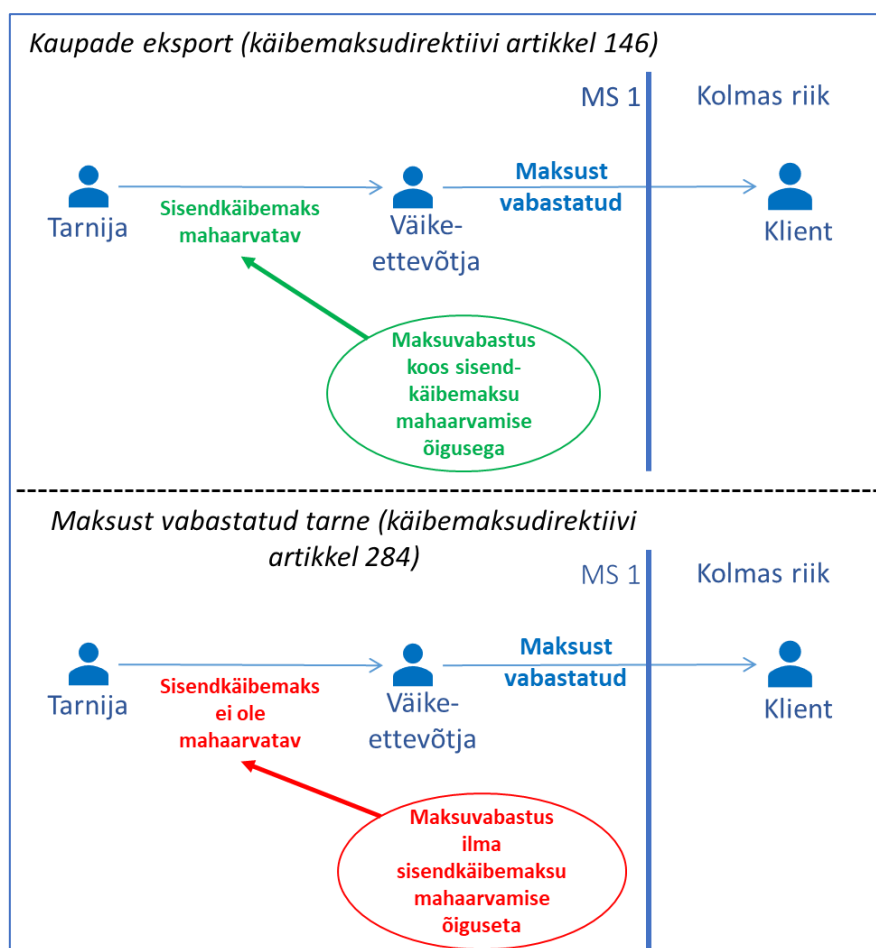 Kaupade eksport (käibemaksudirektiivi artikkel 146)
MS 1
Kolmas riik
Maksust
vabastatud
Sisendkäibemaks
mahaarvatav
Tarnija
Väike-
ettevõtja
Klient
Maksuvabastus
koos sisend-
käibemaksu
mahaarvamise
õigusega
Maksust vabastatud tarne (käibemaksudirektiivi
artikkel 284)
MS 1
Kolmas riik
Maksust
vabastatud
Sisendkäibemaks
ei ole
mahaarvatav
Tarnija
Väike-
ettevõtja
Klient
Maksuvabastus
ilma
sisendkäibemaksu
mahaarvamise
õiguseta